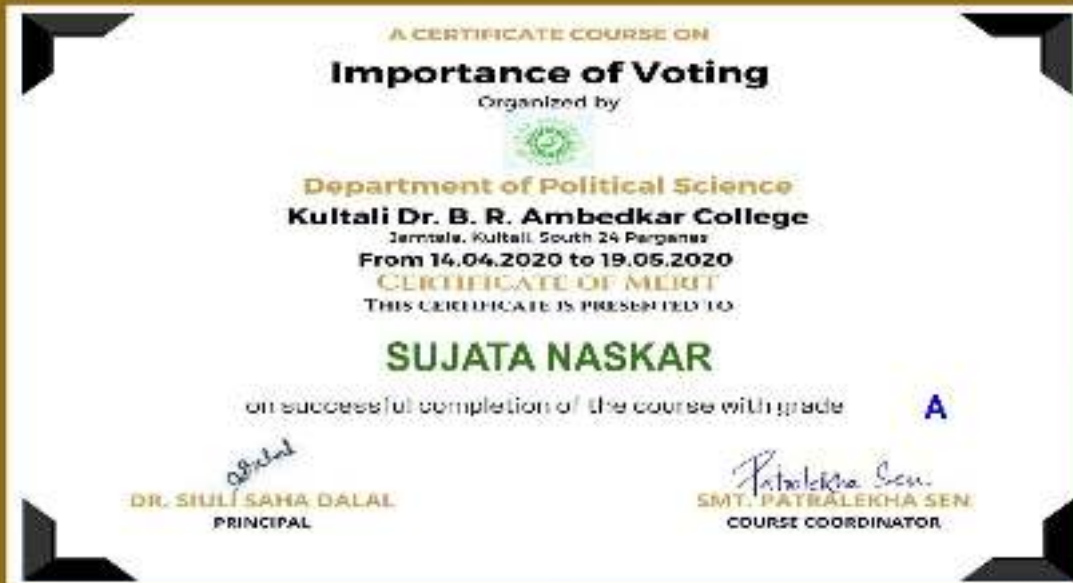 A CERTIFICATE COURSE ON
Importance of Voting
Organized by
Department of Political Science
Kultali Dr. B. R. Ambedkar College
Jamtala, Kultali, South 24 Parganas
From 14.04.2020 to 19.05.2020
CERTIFICATE OF MERIT
THIS CERTIFICATE IS PRESENTED TO
SUJATA NASKAR
on successful completion of the course with grade A
Patralekha Sen.
DR. SIULI SAHA DALAL
SMT. PATRALEKHA SEN
PRINCIPAL
COURSE COORDINATOR